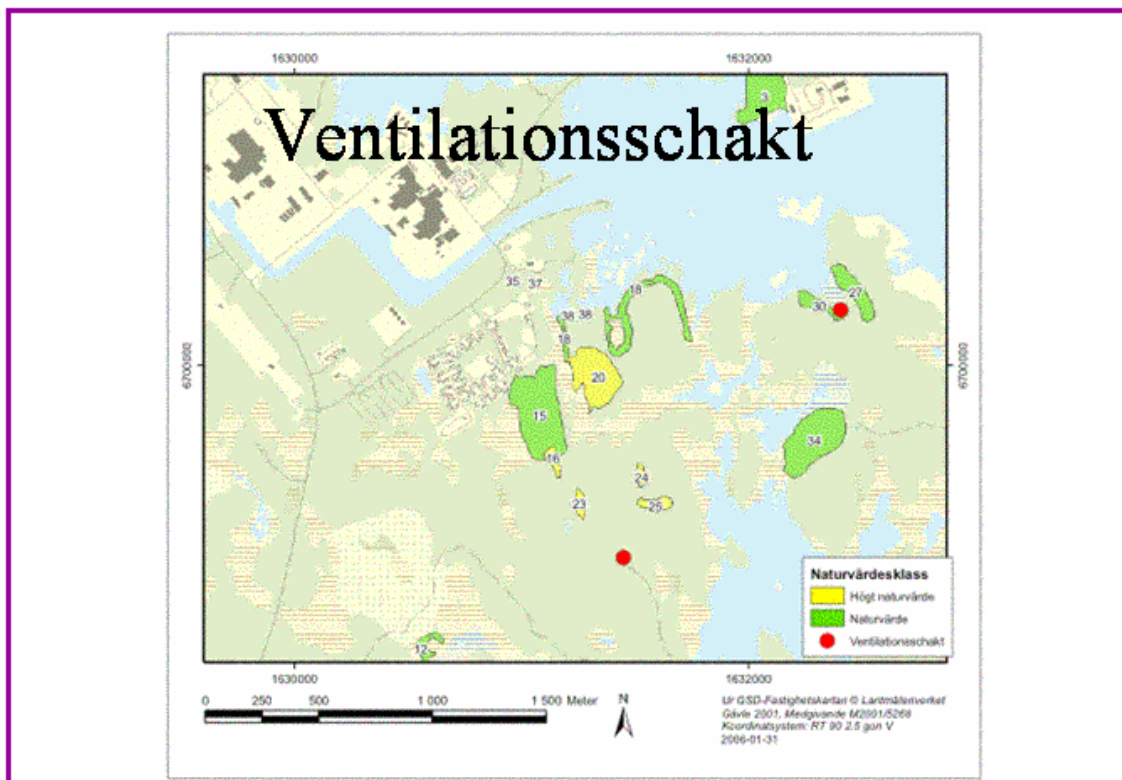 1630000 1632000
Ventilationsschakt
3
35 37
18
30 27
38 38
18
6700000 6700000
20
15
34
16
24
23 25
12
Naturvärdesklass
Högt naturvärde
Naturvärde
Ventilationsschakt
1630000 1632000
0 250 500 1 000 1 500 Meter
N
Ur GSD-Fastighetskartan © Lantmäteriverket
Gävle 2001, Medgivande M2001/5268
Koordinatsystem: RT 90 2.5 gon V
2006-01-31